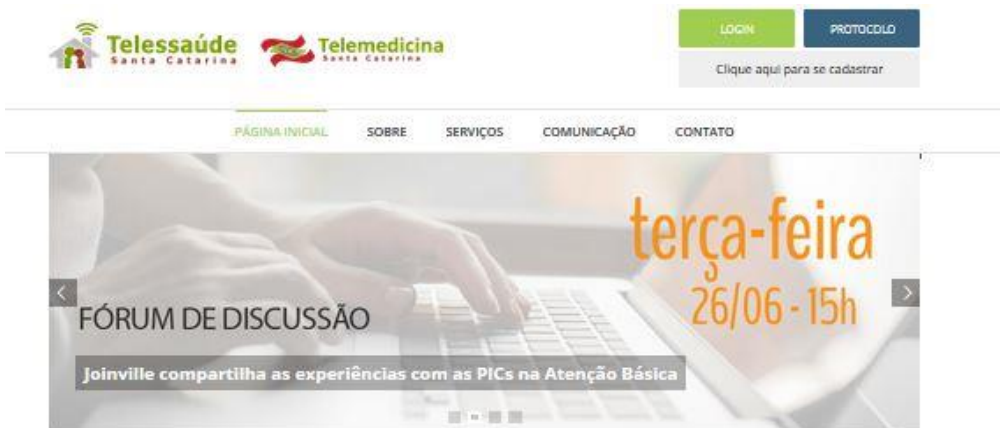 Telessaúde
Santa Catarina
Telemedicina
Santa Catarina
LOGIN
PROTOCOLO
Clique aqui para se cadastrar
PÁGINA INICIAL SOBRE SERVIÇOS COMUNICAÇÃO CONTATO
terça-feira
26/06 - 15h
FÓRUM DE DISCUSSÃO
Joinville compartilha as experiências com as PICs na Atenção Básica